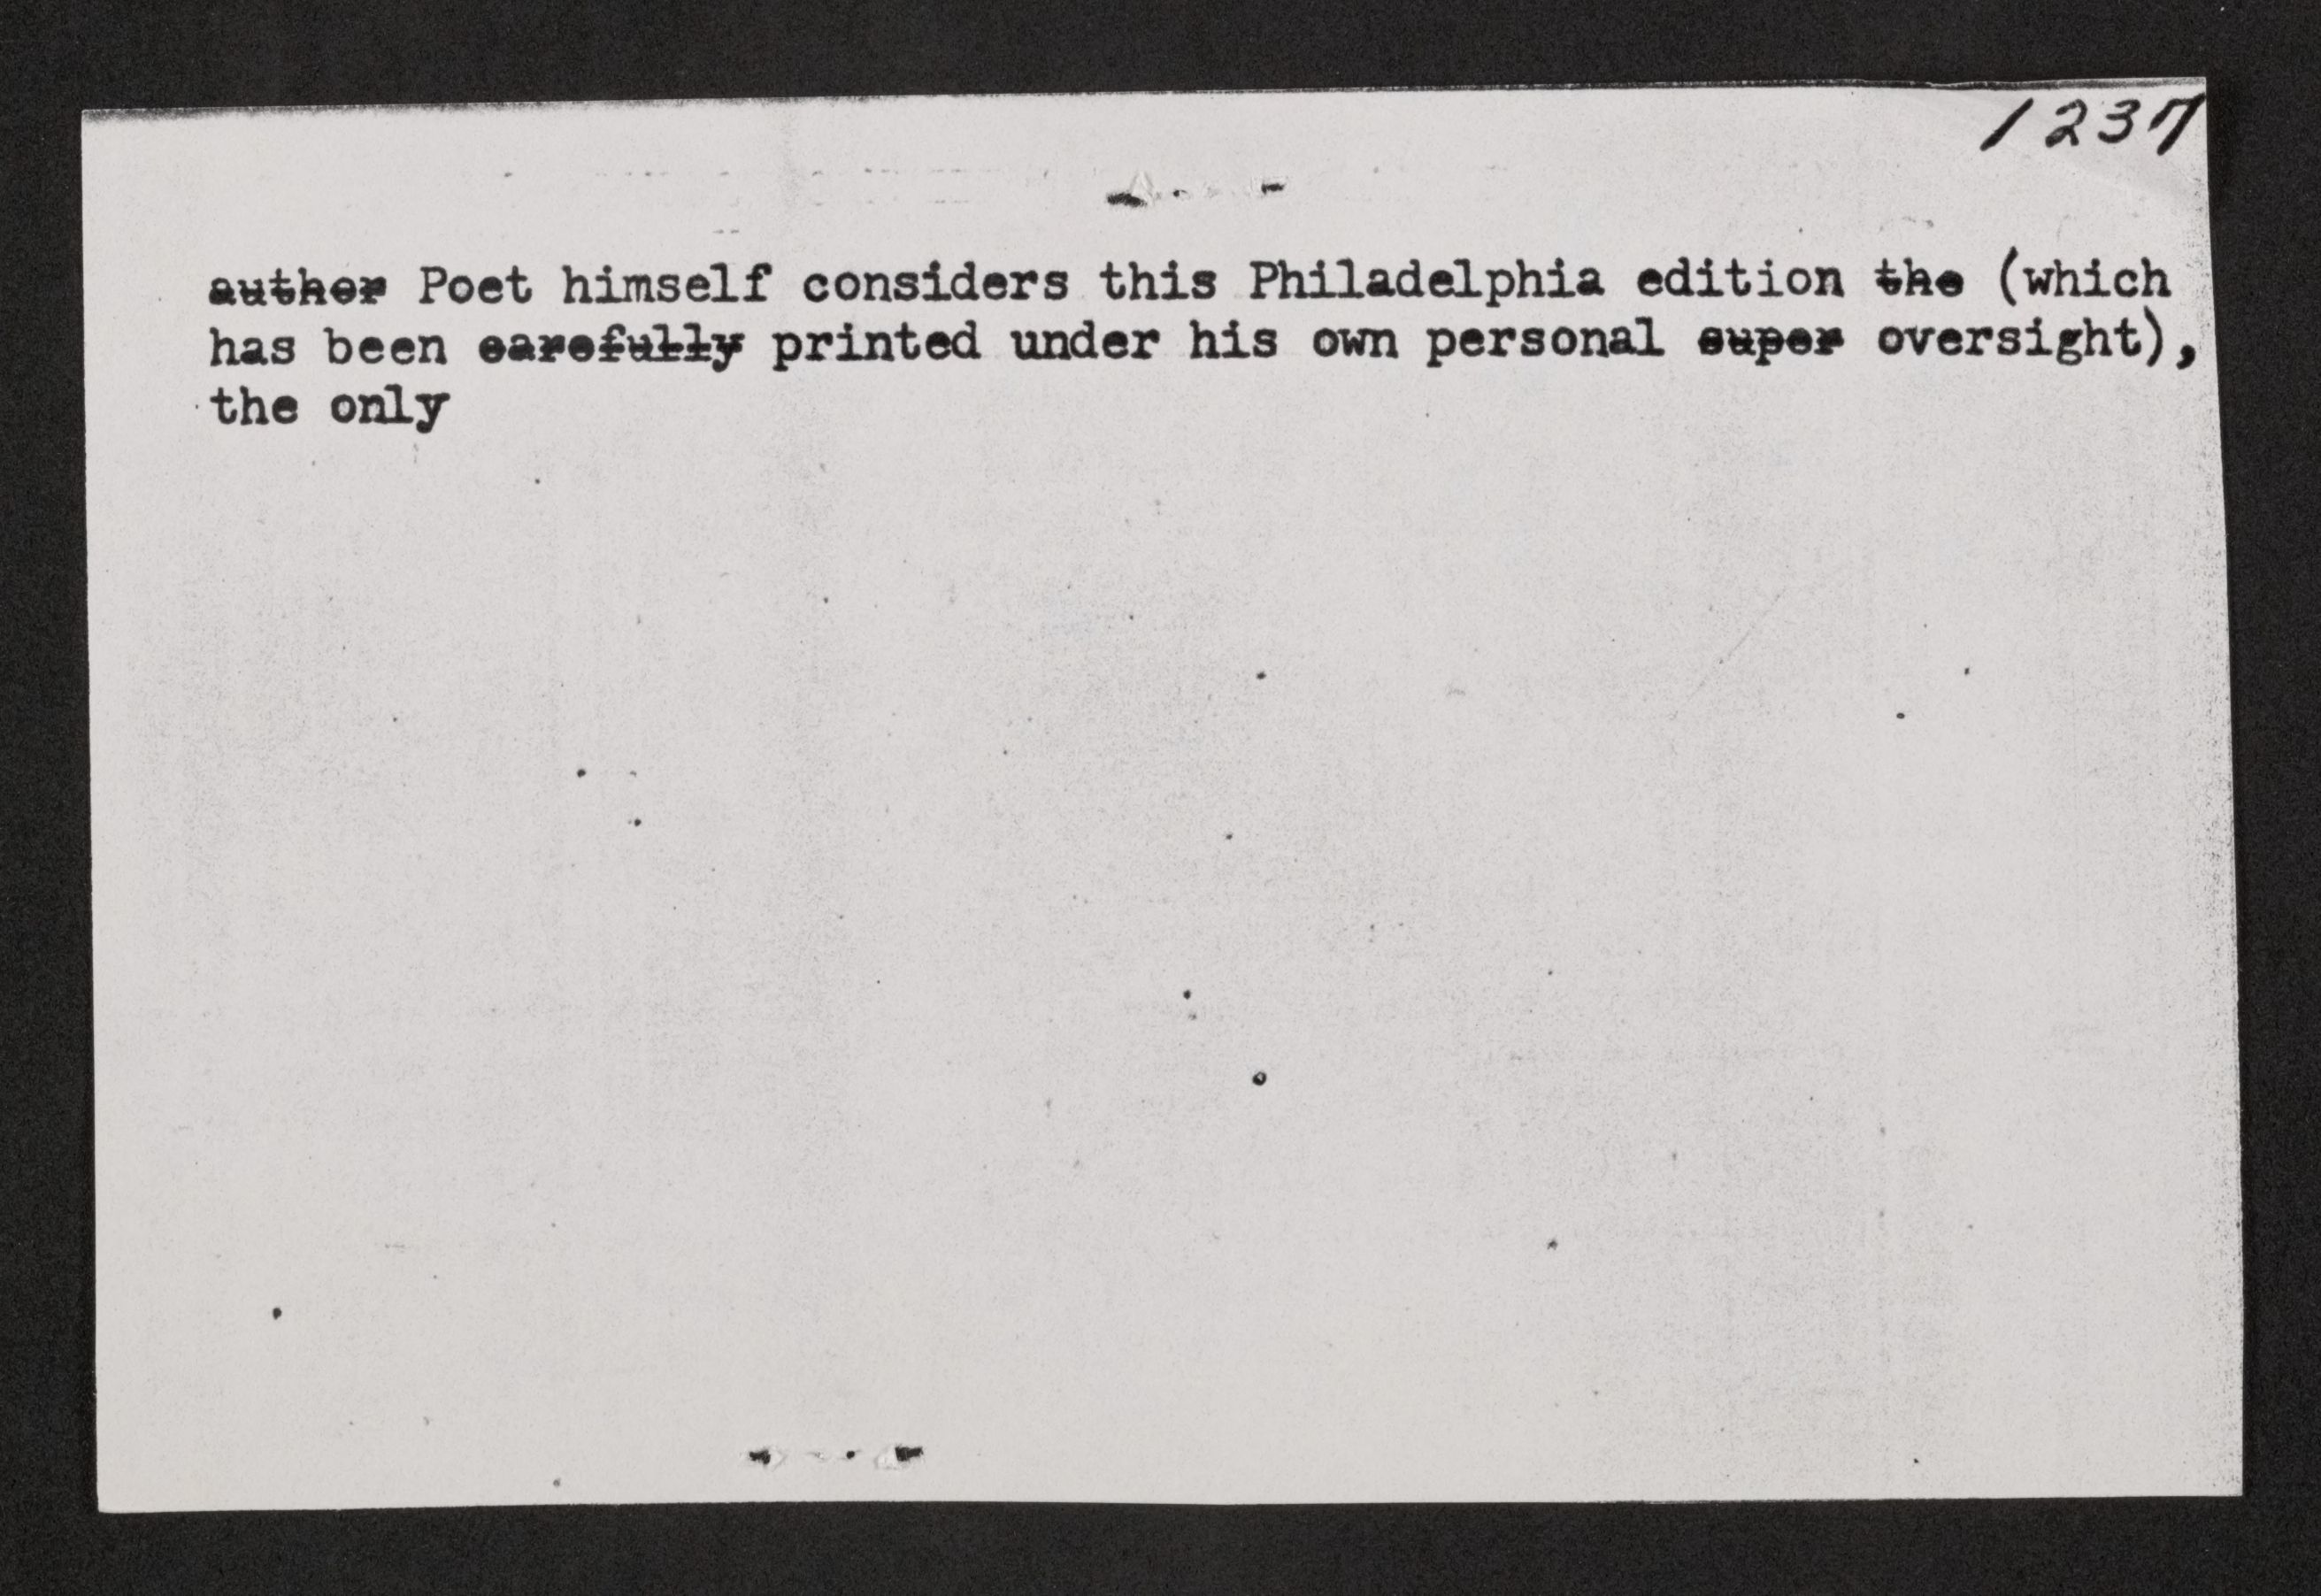 1237
author Poet himself considers this Philadelphia edition the (which
has been carefully printed under his own personal super oversight),
the only